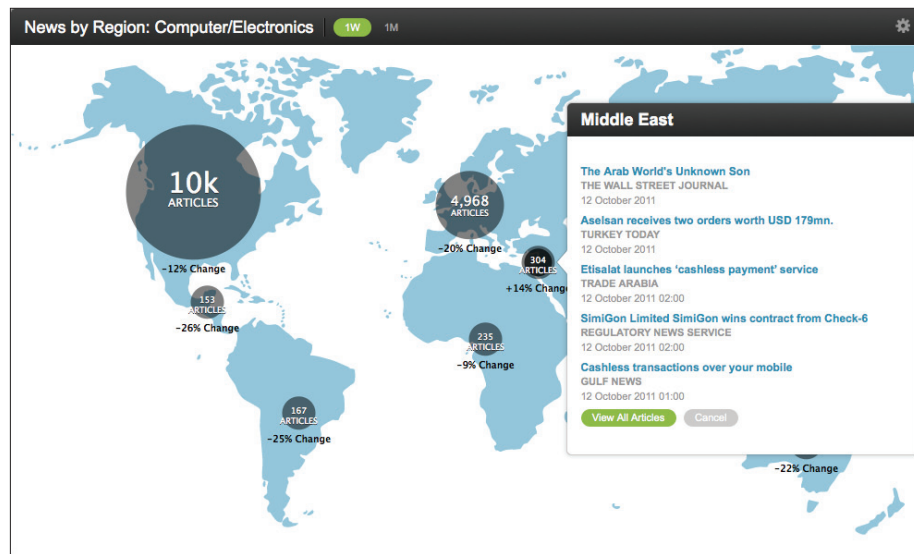 News by Region: Computer/Electronics 1W 1M
10k
ARTICLES
-12% Change
4,968
ARTICLES
-20% Change
304
ARTICLES
+14% Change
153
ARTICLES
-26% Change
235
ARTICLES
-9% Change
167
ARTICLES
-25% Change
Middle East
The Arab World's Unknown Son
THE WALL STREET JOURNAL
12 October 2011
Aselsan receives two orders worth USD 179mn.
TURKEY TODAY
12 October 2011
Etisalat launches ‘cashless payment’ service
TRADE ARABIA
12 October 2011 02:00
SimiGon Limited SimiGon wins contract from Check-6
REGULATORY NEWS SERVICE
12 October 2011 02:00
Cashless transactions over your mobile
GULF NEWS
12 October 2011 01:00
View All Articles Cancel
-22% Change